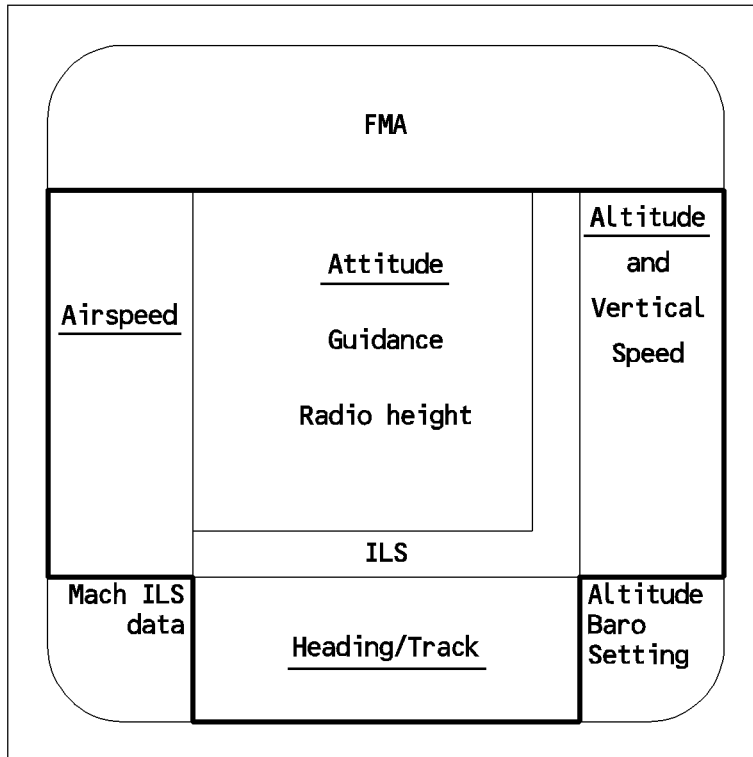 FMA
Airspeed
Attitude
Guidance
Radio height
Altitude
and
Vertical
Speed
ILS
Mach ILS
data
Heading/Track
Altitude
Baro
Setting